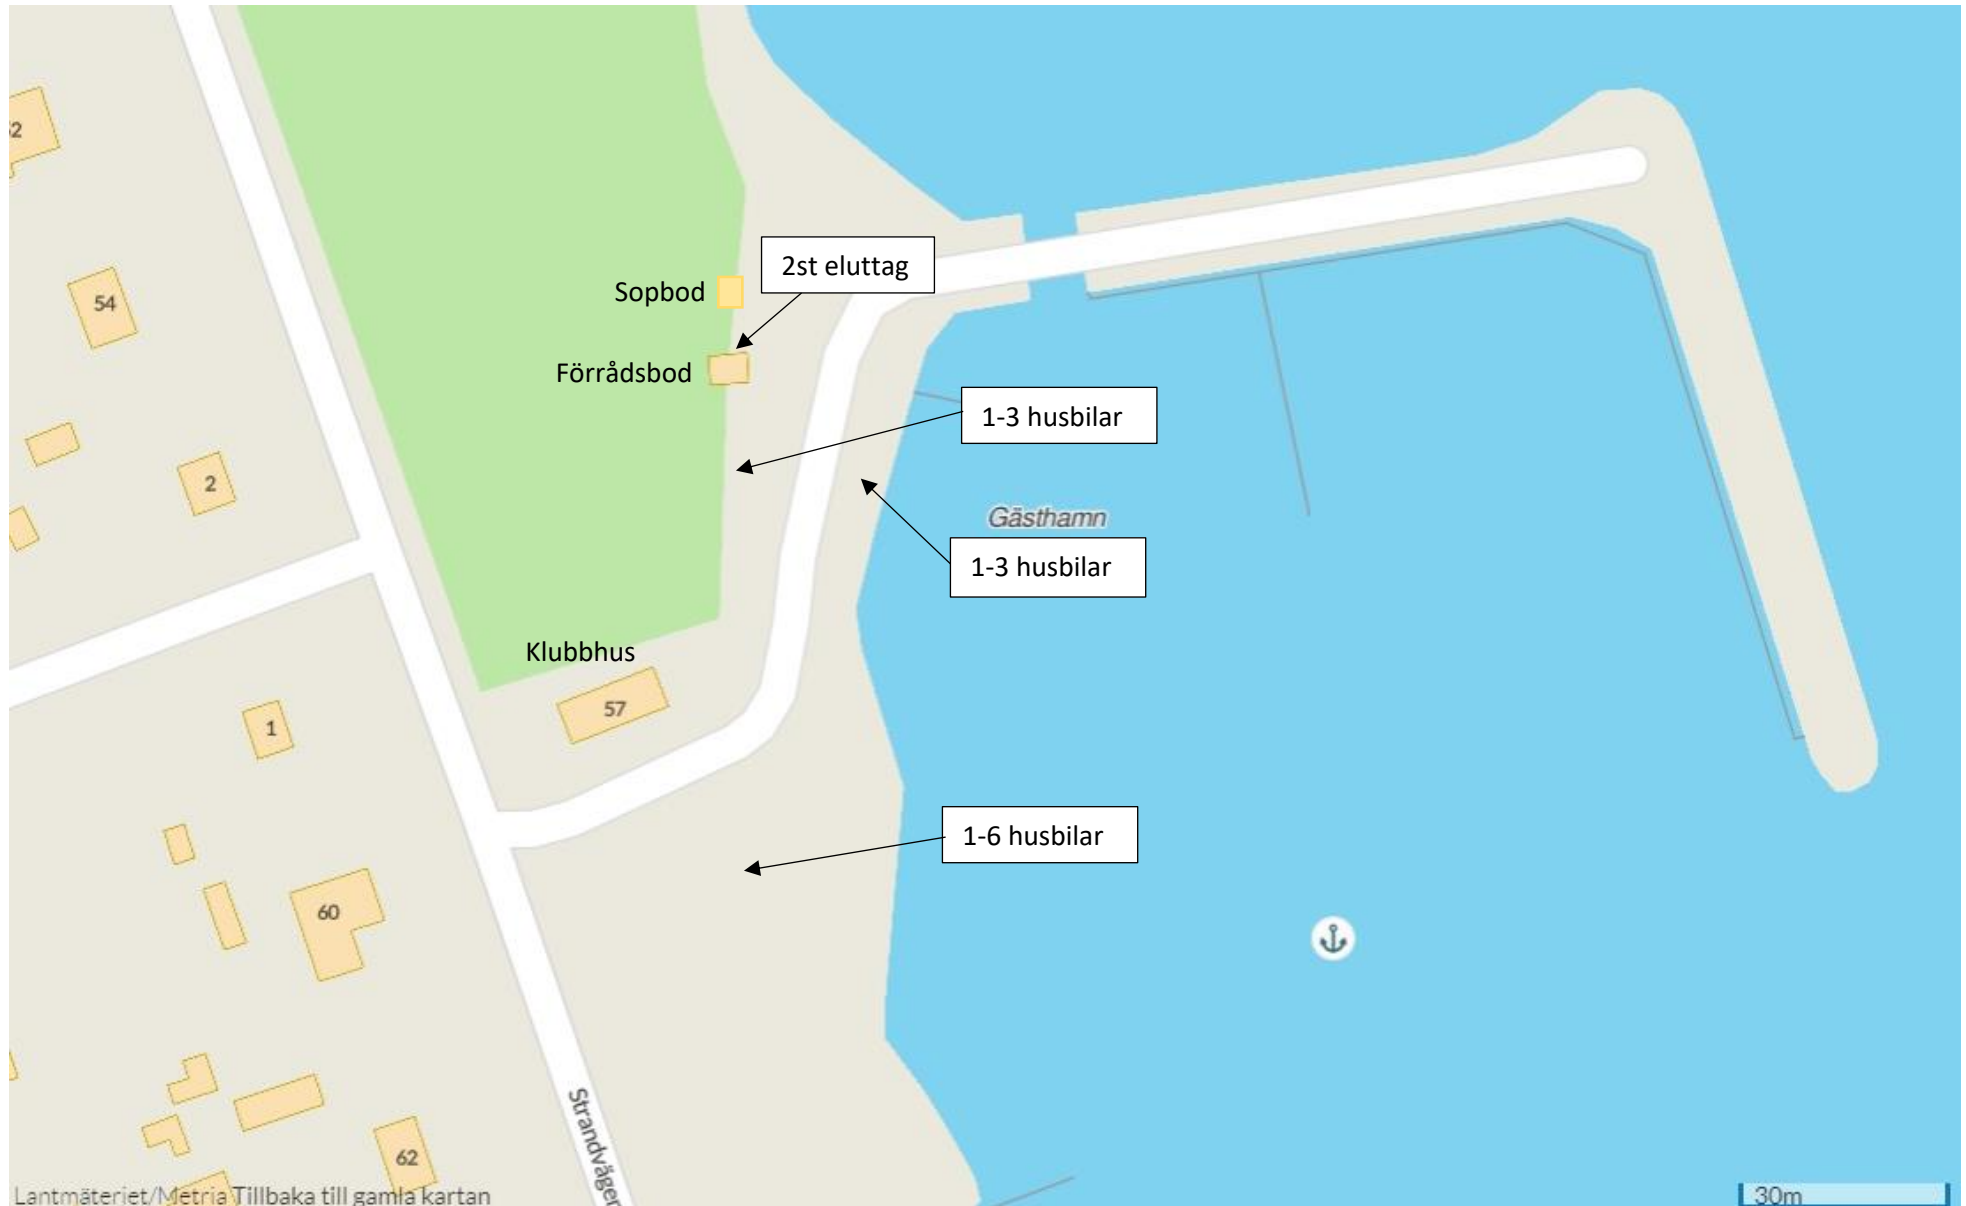 2
2st eluttag
Sopbod
54
Förrådsbod
1-3 husbilar
2
Gästhamn
1-3 husbilar
Klubbhus
57
1
1-6 husbilar
60
Strandvägen
62
Lantmäteriet/Metria Tillbaka till gamla kartan
30m